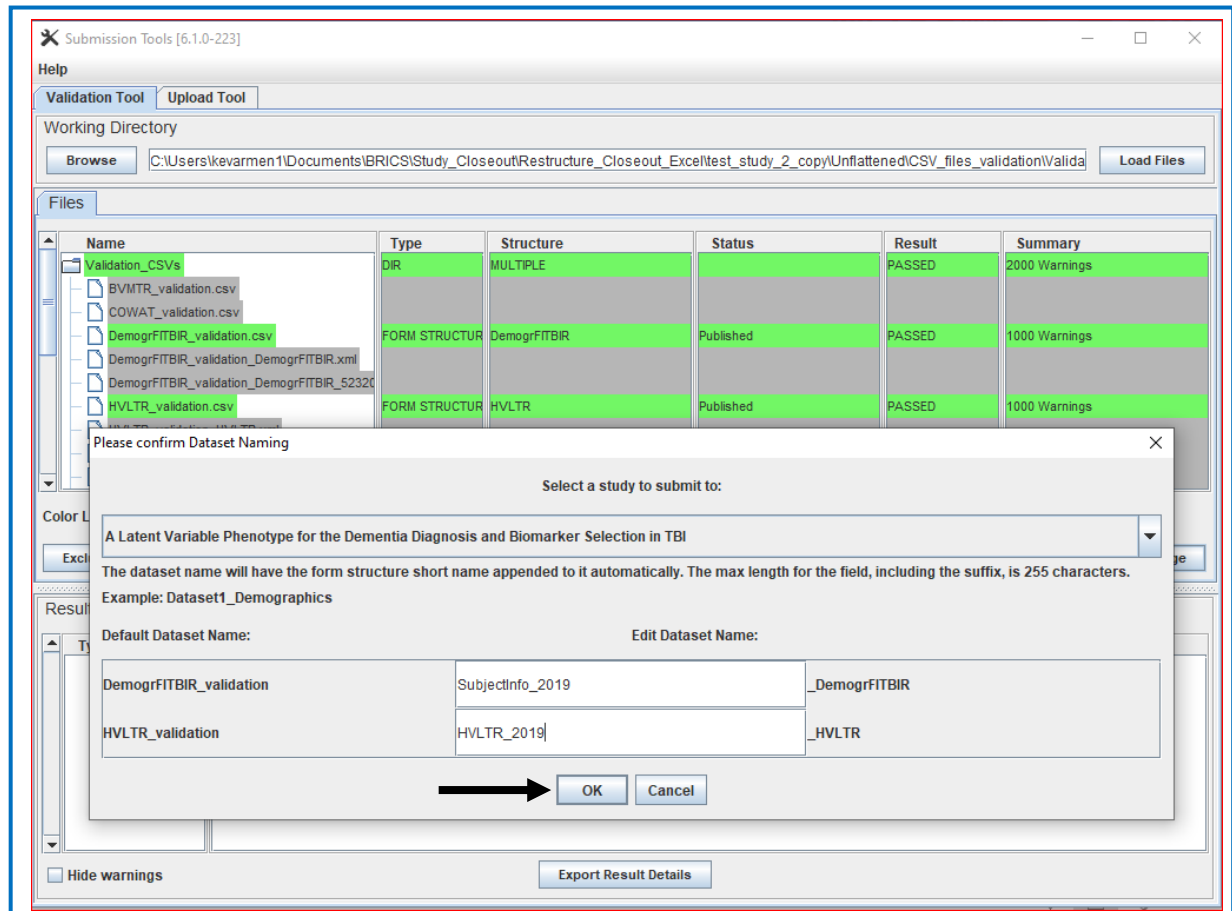 Submission Tools [6.1.0-223]
Help
Validation Tool Upload Tool
Working Directory
Browse C:\Users\kevarmen1\Documents\BRICS\Study_Closeout\Restructure_Closeout_Excel\test_study_2_copy\Unflattened\CSV_files_validation\Valida Load Files
Files
Name Type Structure Status Result Summary
Validation_CSVs DIR MULTIPLE PASSED 2000 Warnings
BVMTR_validation.csv
COWAT_validation.csv
DemogrFITBIR_validation.csv FORM STRUCTUR DemogrFITBIR Published PASSED 1000 Warnings
DemogrFITBIR_validation_DemogrFITBIR.xml
DemogrFITBIR_validation_DemogrFITBIR_52320
HVLTR_validation.csv FORM STRUCTUR HVLTR Published PASSED 1000 Warnings
Please confirm Dataset Naming
Select a study to submit to:
Color L
A Latent Variable Phenotype for the Dementia Diagnosis and Biomarker Selection in TBI
Excl ge
The dataset name will have the form structure short name appended to it automatically. The max length for the field, including the suffix, is 255 characters.
Example: Dataset1_Demographics
Result
Default Dataset Name: Edit Dataset Name:
Ty
DemogrFITBIR_validation SubjectInfo_2019 _DemogrFITBIR
HVLTR_validation HVLTR_2019 _HVLTR
OK Cancel
Hide warnings Export Result Details